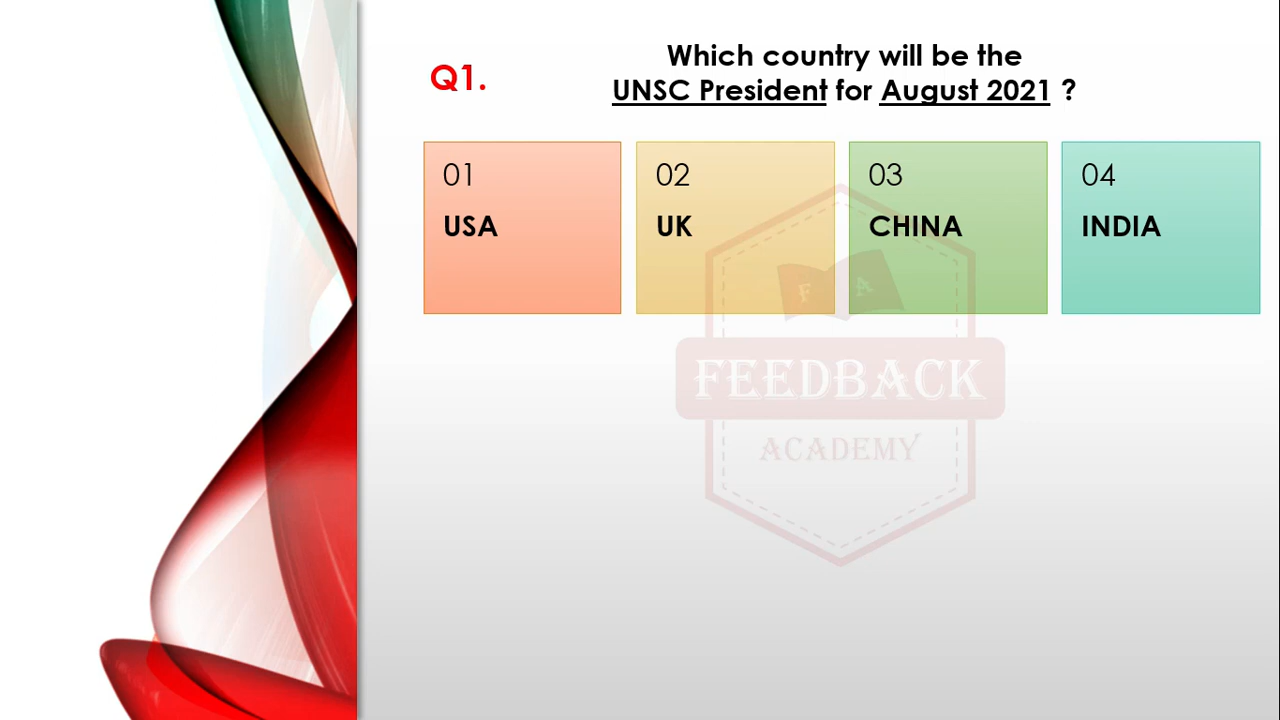 Q1.
Which country will be the
UNSC President for August 2021 ?
01
USA
02
UK
03
CHINA
04
INDIA
F A
FEEDBACK
ACADEMY